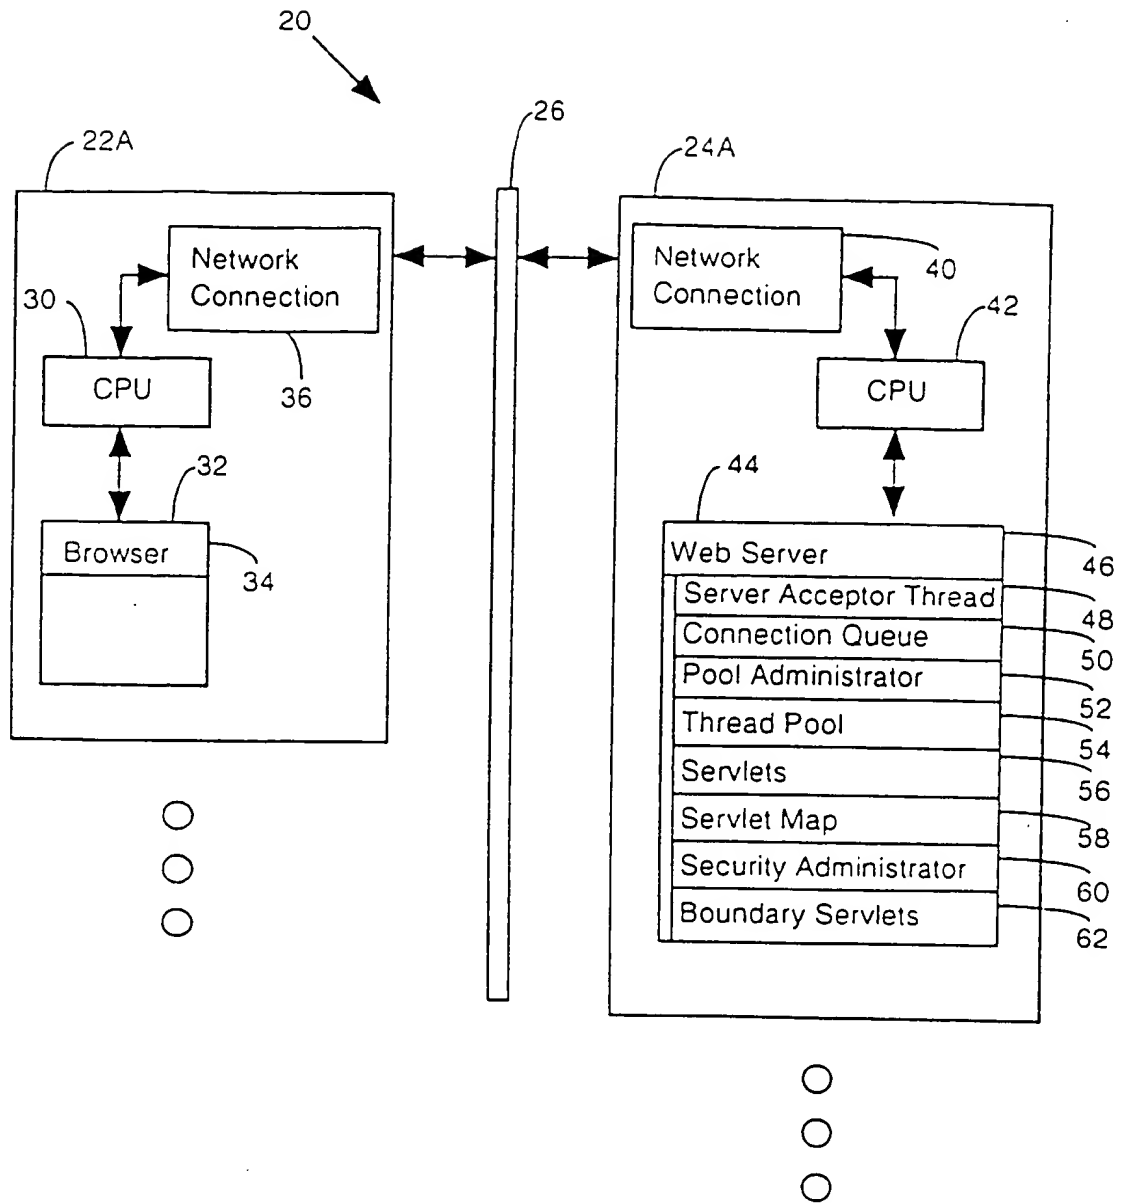 20
26
22A
24A
Network
Connection
30
36
CPU
32
Browser
34
Network
Connection
40
42
CPU
44
Web Server
46
Server Acceptor Thread
48
Connection Queue
50
Pool Administrator
52
Thread Pool
54
Servlets
56
Servlet Map
58
Security Administrator
60
Boundary Servlets
62